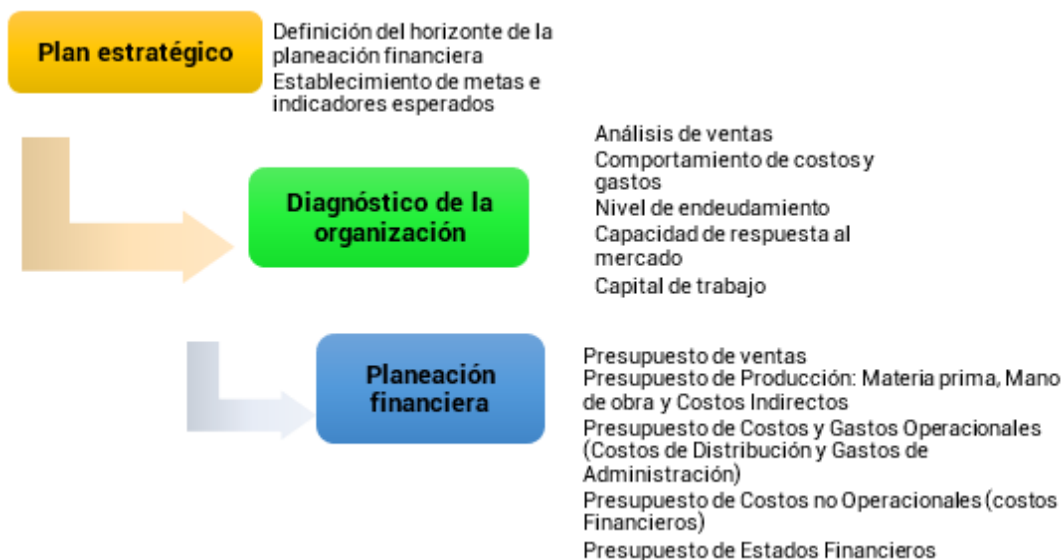 Plan estratégico
Definición del horizonte de la
planeación financiera
Establecimiento de metas e
indicadores esperados
Diagnóstico de la
organización
Análisis de ventas
Comportamiento de costos y
gastos
Nivel de endeudamiento
Capacidad de respuesta al
mercado
Capital de trabajo
Planeación
financiera
Presupuesto de ventas
Presupuesto de Producción: Materia prima, Mano
de obra y Costos Indirectos
Presupuesto de Costos y Gastos Operacionales
(Costos de Distribución y Gastos de
Administración)
Presupuesto de Costos no Operacionales (costos
Financieros)
Presupuesto de Estados Financieros